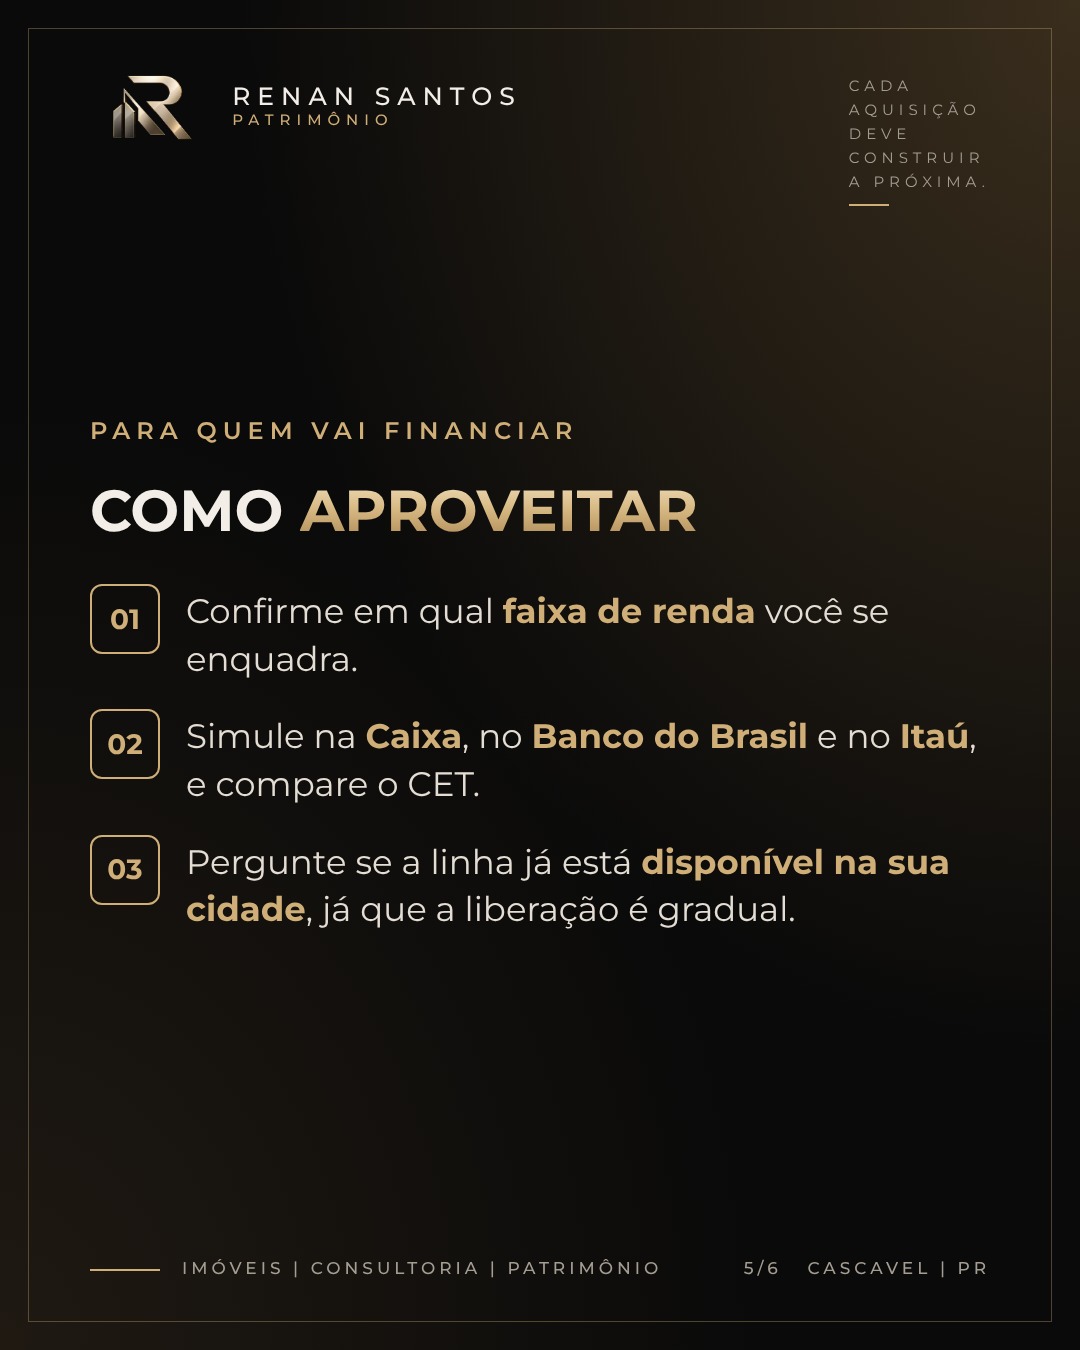 RENAN SANTOS
PATRIMÔNIO
CADA
AQUISIÇÃO
DEVE
CONSTRUIR
A PRÓXIMA.
PARA QUEM VAI FINANCIAR
COMO APROVEITAR
01
Confirme em qual faixa de renda você se
enquadra.
02
Simule na Caixa, no Banco do Brasil e no Itaú,
e compare o CET.
03
Pergunte se a linha já está disponível na sua
cidade, já que a liberação é gradual.
IMÓVEIS | CONSULTORIA | PATRIMÔNIO
5/6 CASCAVEL | PR